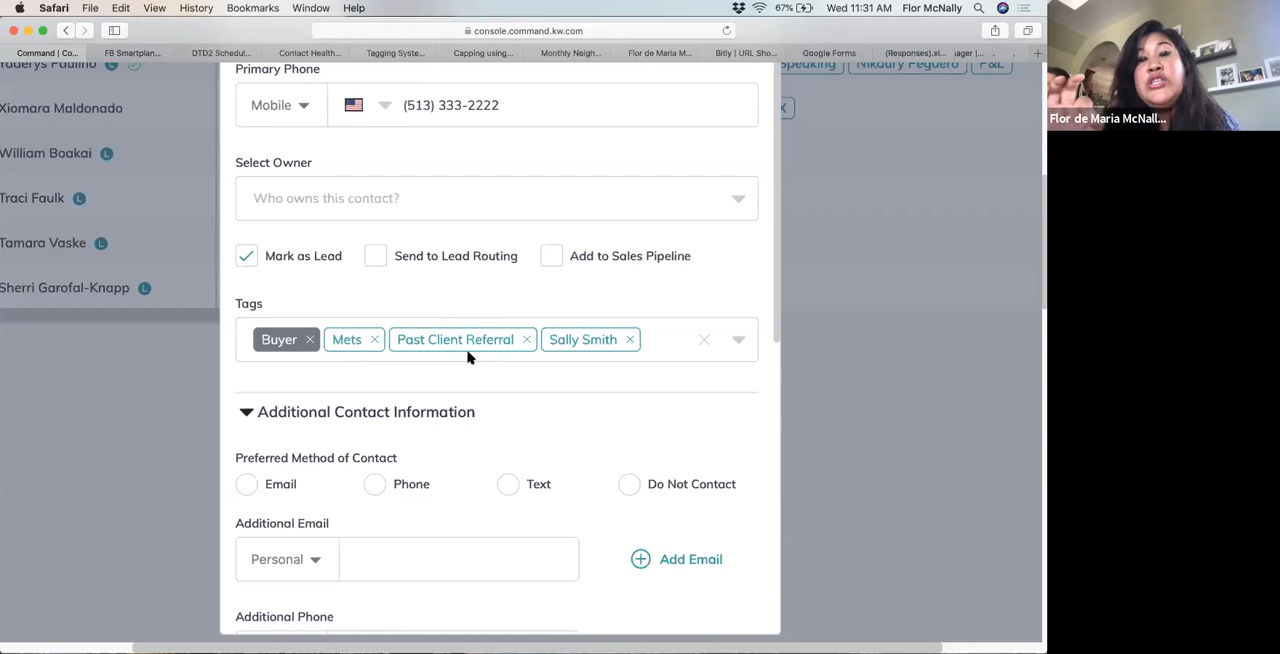 Safari File Edit View History Bookmarks Window Help 67% Wed 11:31 AM Flor McNally
console.command.kw.com
Command | Co... FB Smartplan... DTD2 Schedul... Contact Health... Tagging Syste... Capping using... Monthly Neigh... Flor de Maria M... Bitly | URL Sho... Google Forms (Responses).xl...
Yaderys Paulino L
Primary Phone
Speaking Nikaury Peguero P&L
Mobile (513) 333-2222
Xiomara Maldonado
Flor de Maria McNall...
William Boakai L
Select Owner
Traci Faulk L
Who owns this contact?
Tamara Vaske L
Mark as Lead Send to Lead Routing Add to Sales Pipeline
Sherri Garofal-Knapp L
Tags
Buyer Mets Past Client Referral Sally Smith
Additional Contact Information
Preferred Method of Contact
Email Phone Text Do Not Contact
Additional Email
Personal Add Email
Additional Phone